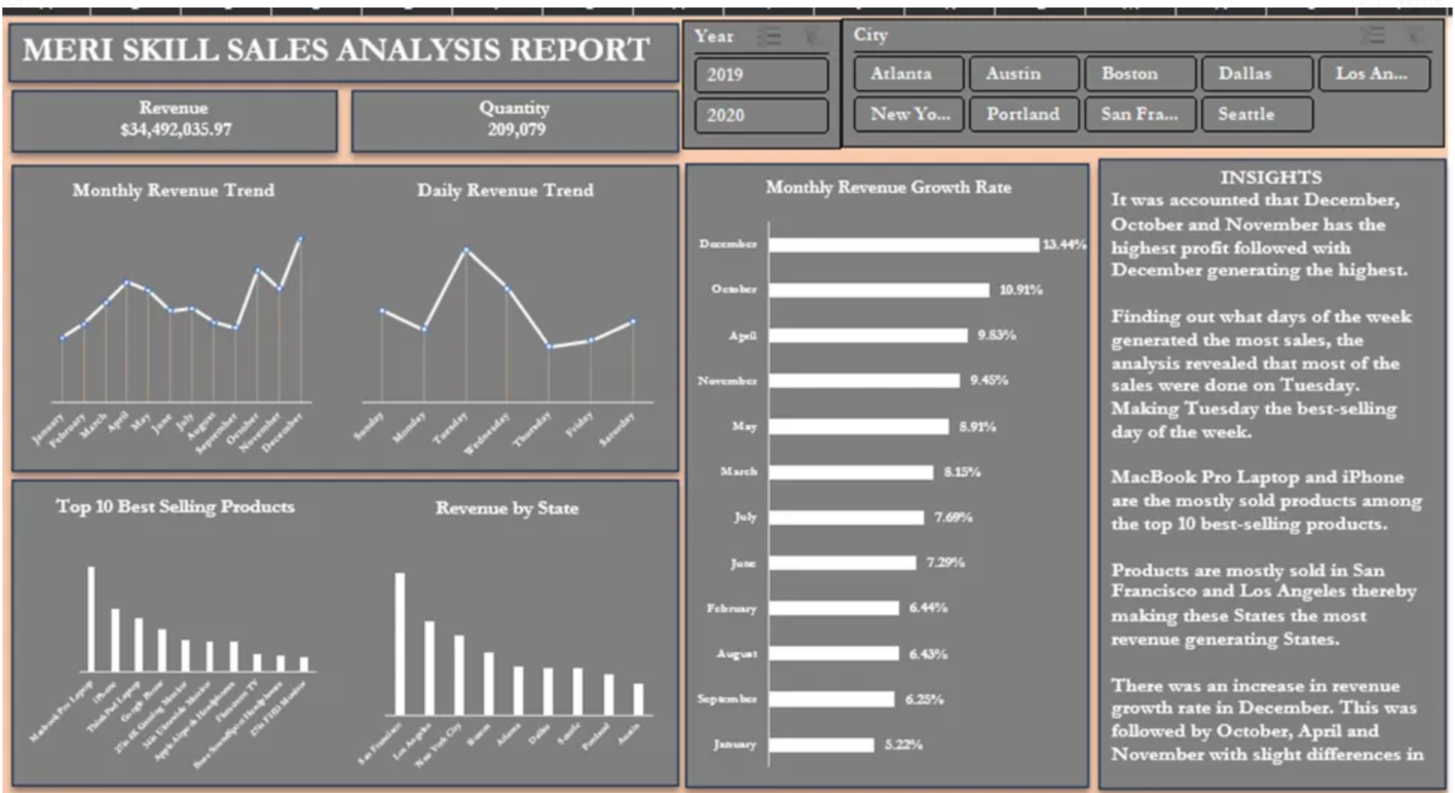 MERI SKILL SALES ANALYSIS REPORT
Revenue
$34,492,035.97
Quantity
209,079
Year
2019
2020
City
Atlanta
Austin
Boston
Dallas
Los An...
New Yo...
Portland
San Fra...
Seattle
Monthly Revenue Trend
January
February
March
April
May
June
July
August
September
October
November
December
Daily Revenue Trend
Sunday
Monday
Tuesday
Wednesday
Thursday
Friday
Saturday
Top 10 Best Selling Products
Macbook Pro Laptop
iPhone
ThinkPad Laptop
Google Phone
27in 4K Gaming Monitor
34in Ultrawide Monitor
Apple Airpods Headphones
Flatscreen TV
Bose SoundSport Headphones
27in FHD Monitor
Revenue by State
San Francisco
Los Angeles
New York City
Boston
Atlanta
Dallas
Seattle
Portland
Austin
Monthly Revenue Growth Rate
December 13.44%
October 10.91%
April 9.83%
November 9.45%
May 8.91%
March 8.15%
July 7.69%
June 7.29%
February 6.44%
August 6.43%
September 6.25%
January 5.22%
INSIGHTS
It was accounted that December,
October and November has the
highest profit followed with
December generating the highest.
Finding out what days of the week
generated the most sales, the
analysis revealed that most of the
sales were done on Tuesday.
Making Tuesday the best-selling
day of the week.
MacBook Pro Laptop and iPhone
are the mostly sold products among
the top 10 best-selling products.
Products are mostly sold in San
Francisco and Los Angeles thereby
making these States the most
revenue generating States.
There was an increase in revenue
growth rate in December. This was
followed by October, April and
November with slight differences in